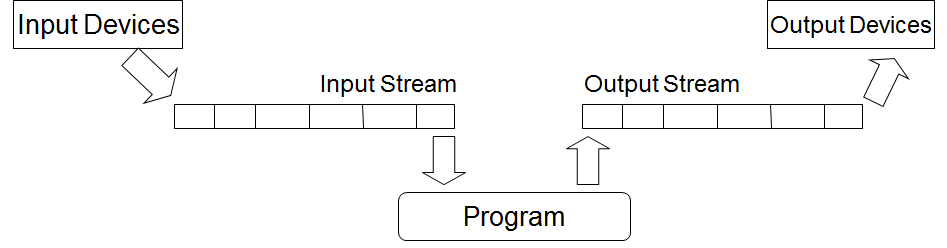 Input Devices
Output Devices
Input Stream
Output Stream
Program